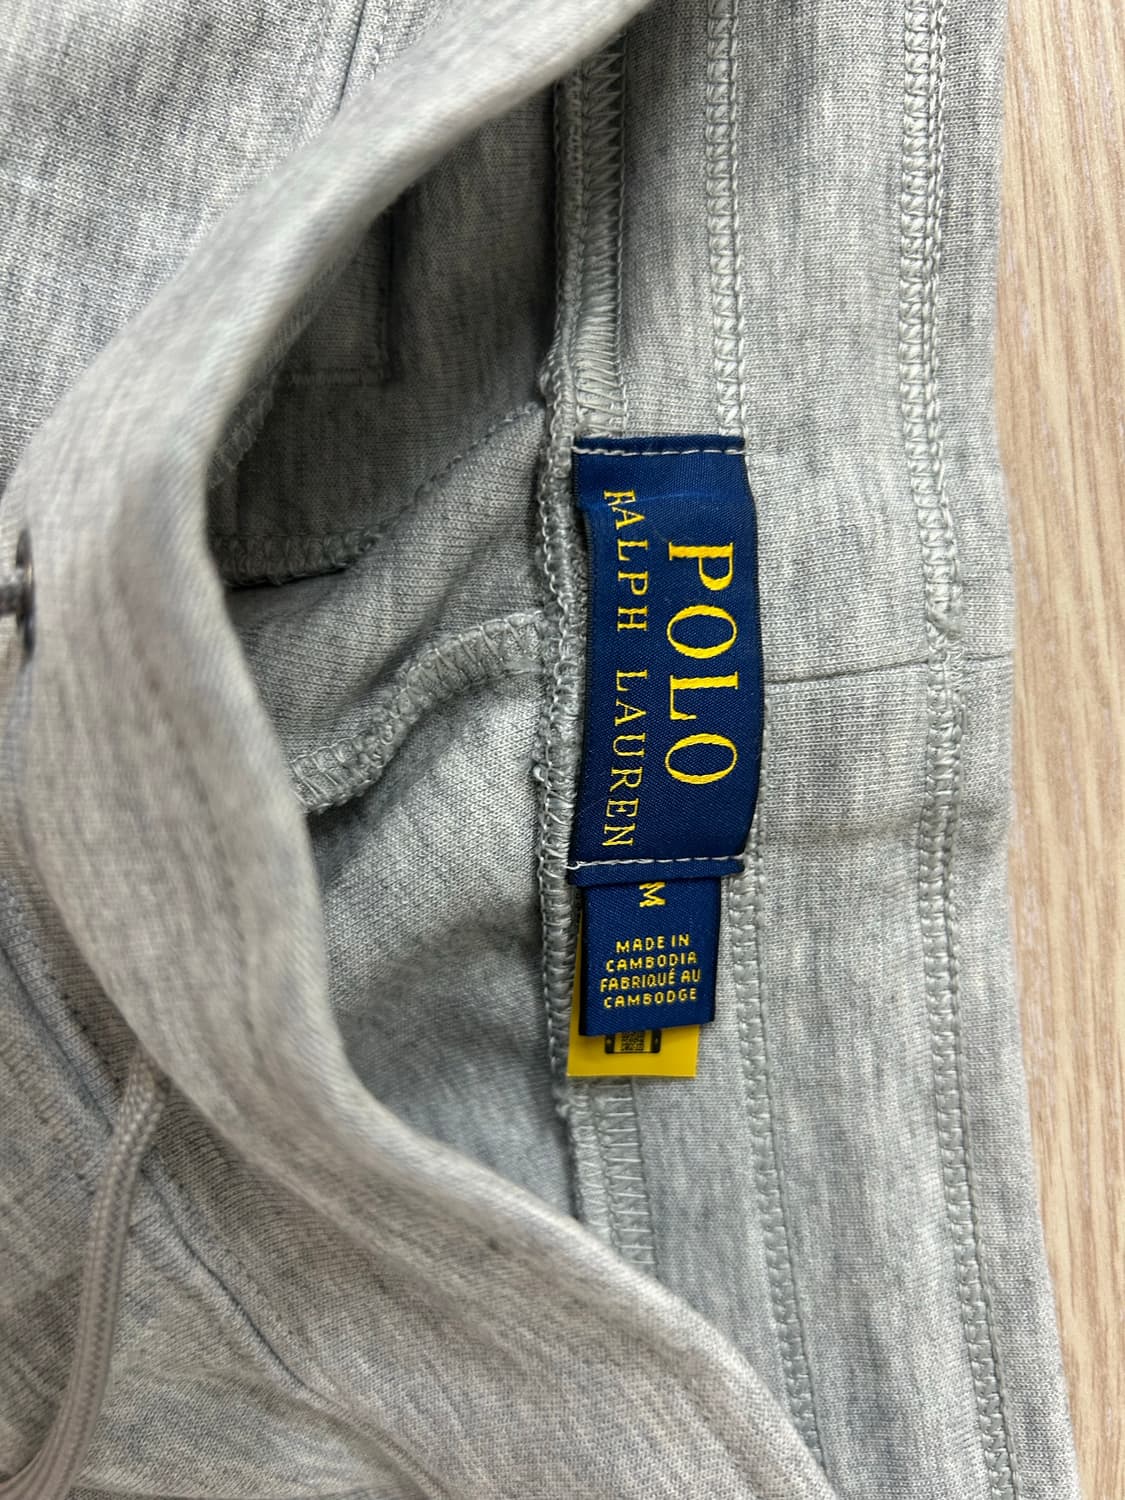 POLO
RALPH LAUREN
M
MADE IN
CAMBODIA
FABRIQUÉ AU
CAMBODGE